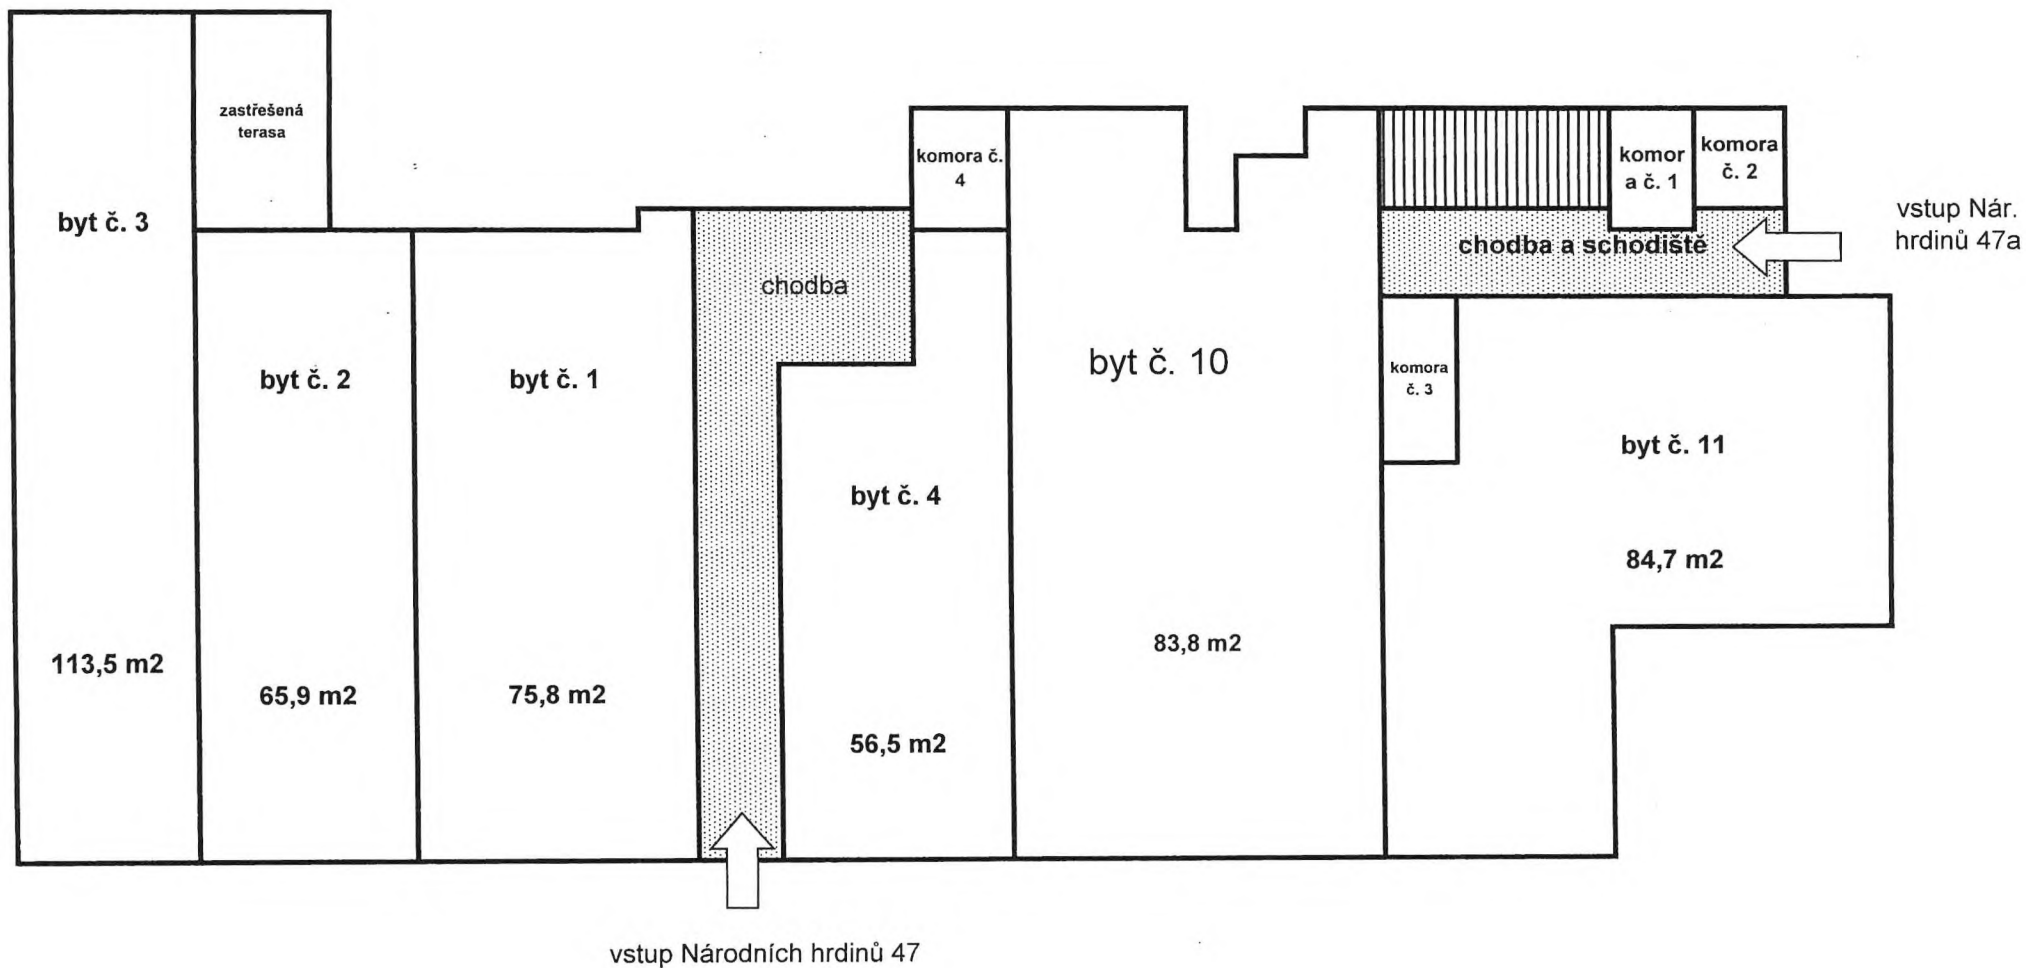 zastřešená
terasa
byt č. 3
113,5 m2
byt č. 2
65,9 m2
byt č. 1
75,8 m2
chodba
komora č.
4
byt č. 4
56,5 m2
byt č. 10
83,8 m2
komor
a č. 1
komora
č. 2
chodba a schodiště
vstup Nár.
hrdinů 47a
komora
č. 3
byt č. 11
84,7 m2
vstup Národních hrdinů 47